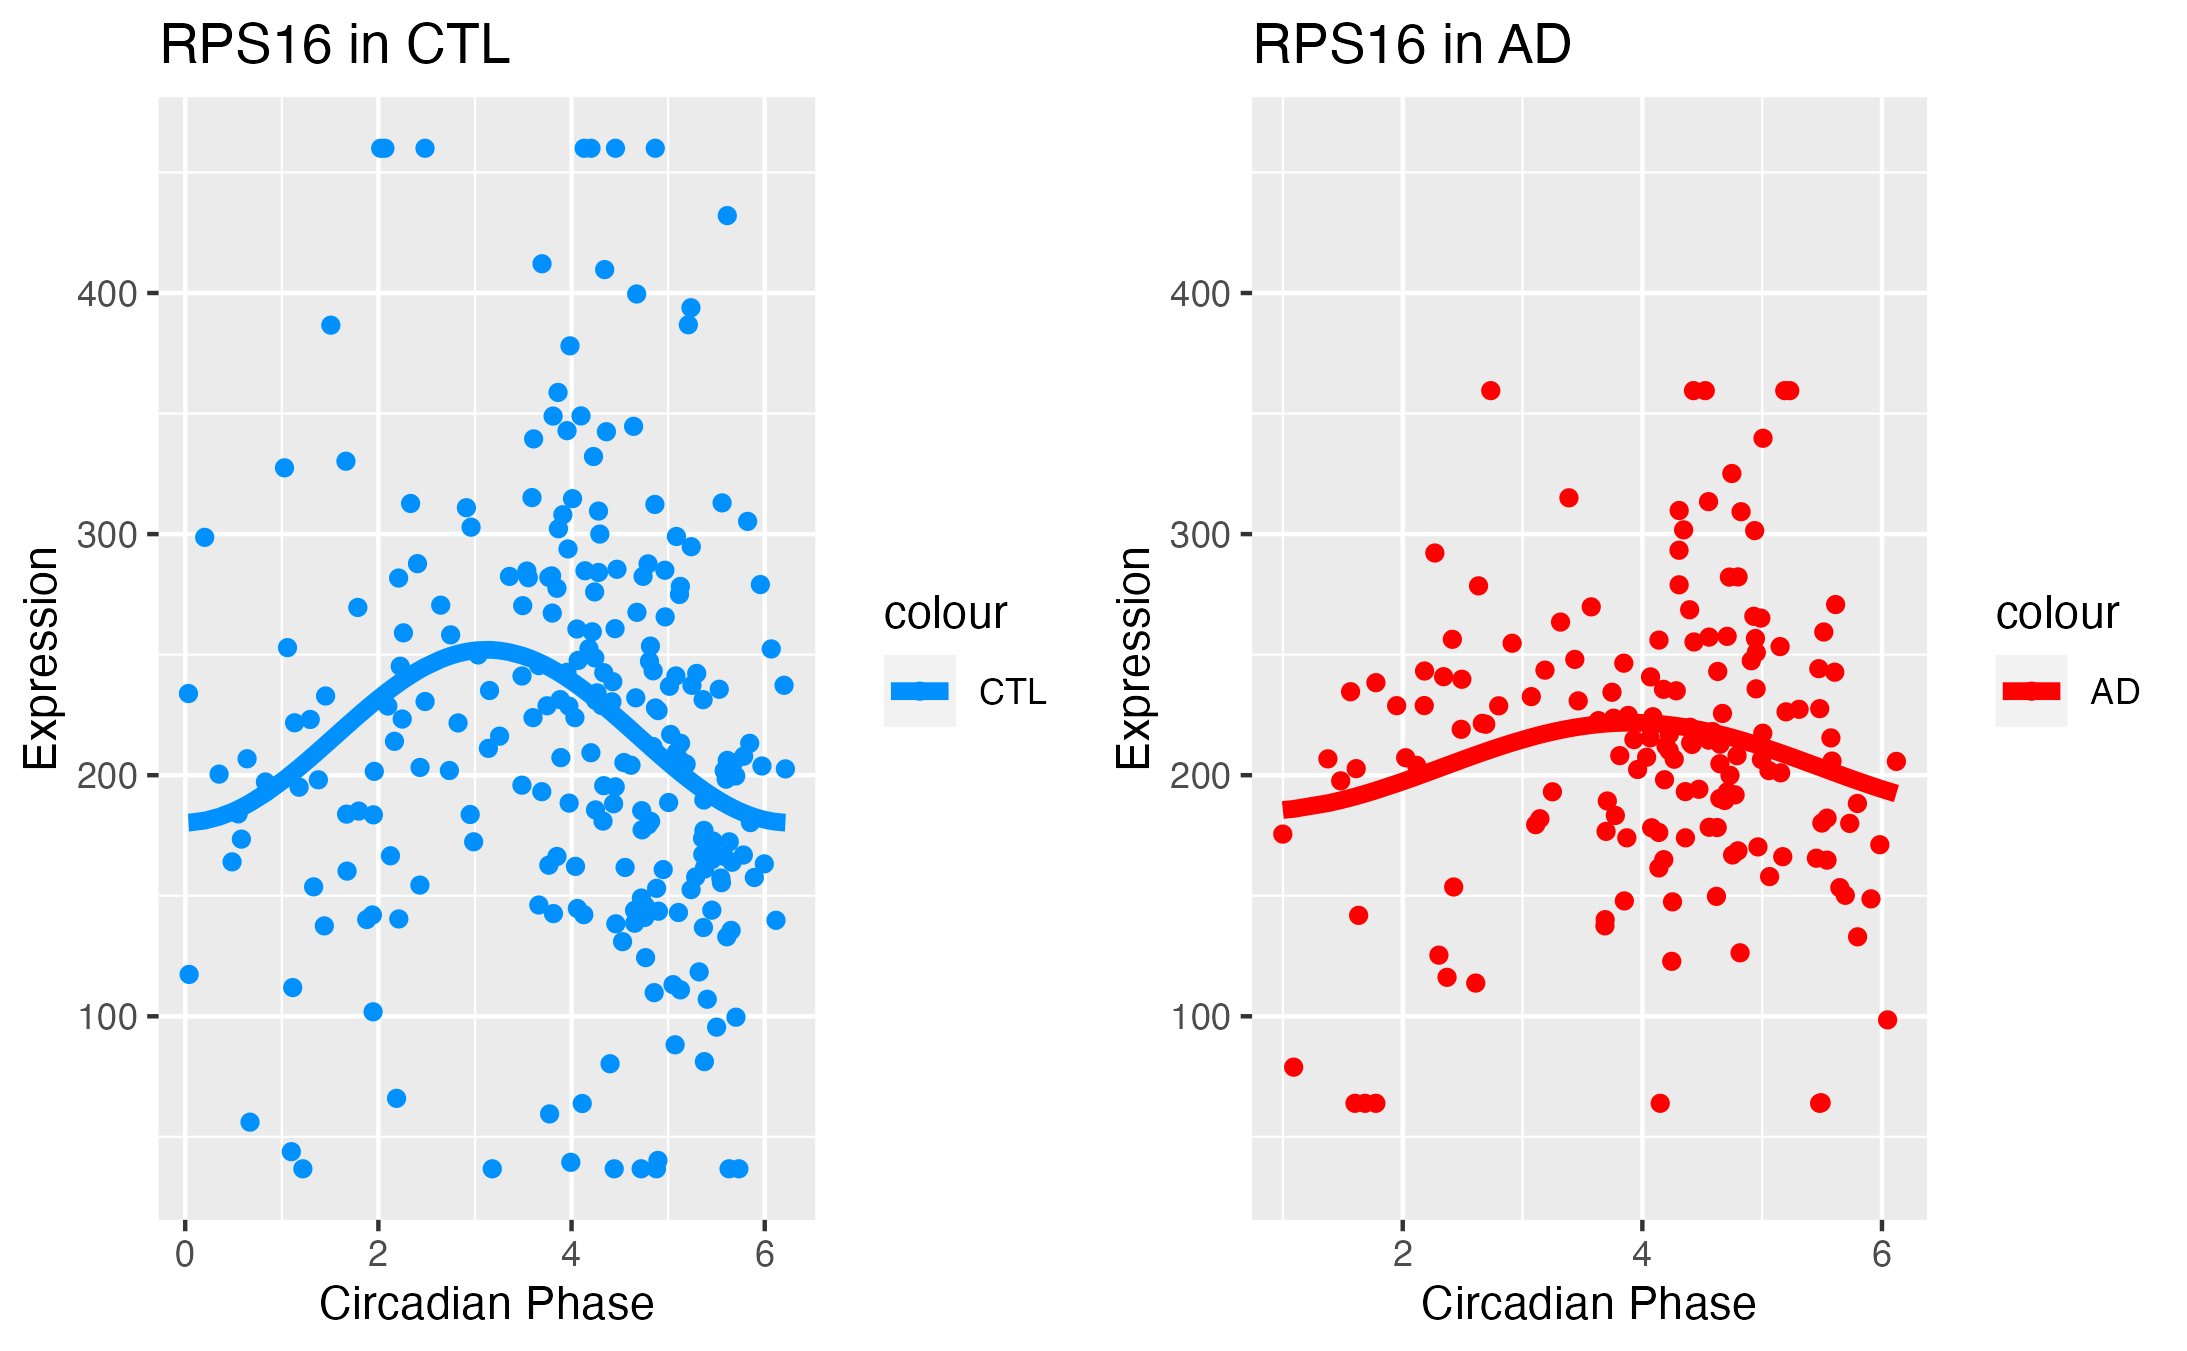 RPS16 in CTL
Expression
400
300
200
100
0 2 4 6
Circadian Phase
colour
CTL
RPS16 in AD
Expression
400
300
200
100
2 4 6
Circadian Phase
colour
AD